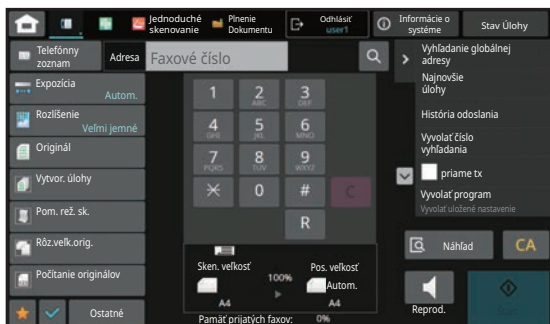 Jednoduché skenovanie
Plnenie Dokumentu
Odhlásiť
user1
Informácie o systéme
Stav Úlohy
Telefónny zoznam
Adresa
Faxové číslo
Expozícia
Autom.
Rozlíšenie
Veľmi jemné
Originál
Vytvor. úlohy
Pom. rež. sk.
Rôz.veľk.orig.
Počítanie originálov
Ostatné
1
2
ABC
3
DEF
4
GHI
5
JKL
6
MNO
7
PQRS
8
TUV
9
WXYZ
0
#
C
R
Sken. veľkosť
100%
Pos. veľkosť
Autom.
A4
A4
Pamäť prijatých faxov: 0%
Vyhľadanie globálnej adresy
Najnovšie úlohy
História odoslania
Vyvolať číslo vyhľadania
priame tx
Vyvolať program
Vyvolať uložené nastavenie
Náhľad
CA
Reprod.
Štart